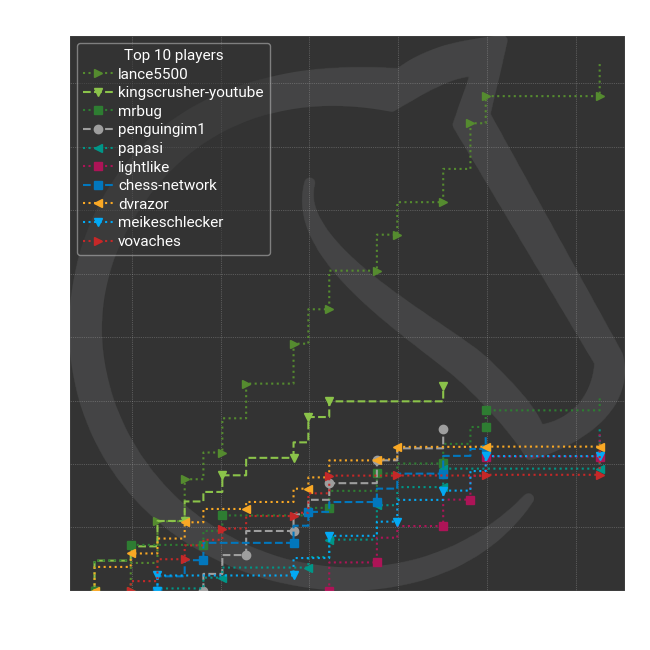 Top 10 players
lance5500
kingscrusher-youtube
mrbug
penguingim1
papasi
lightlike
chess-network
dvrazor
meikeschlecker
vovaches